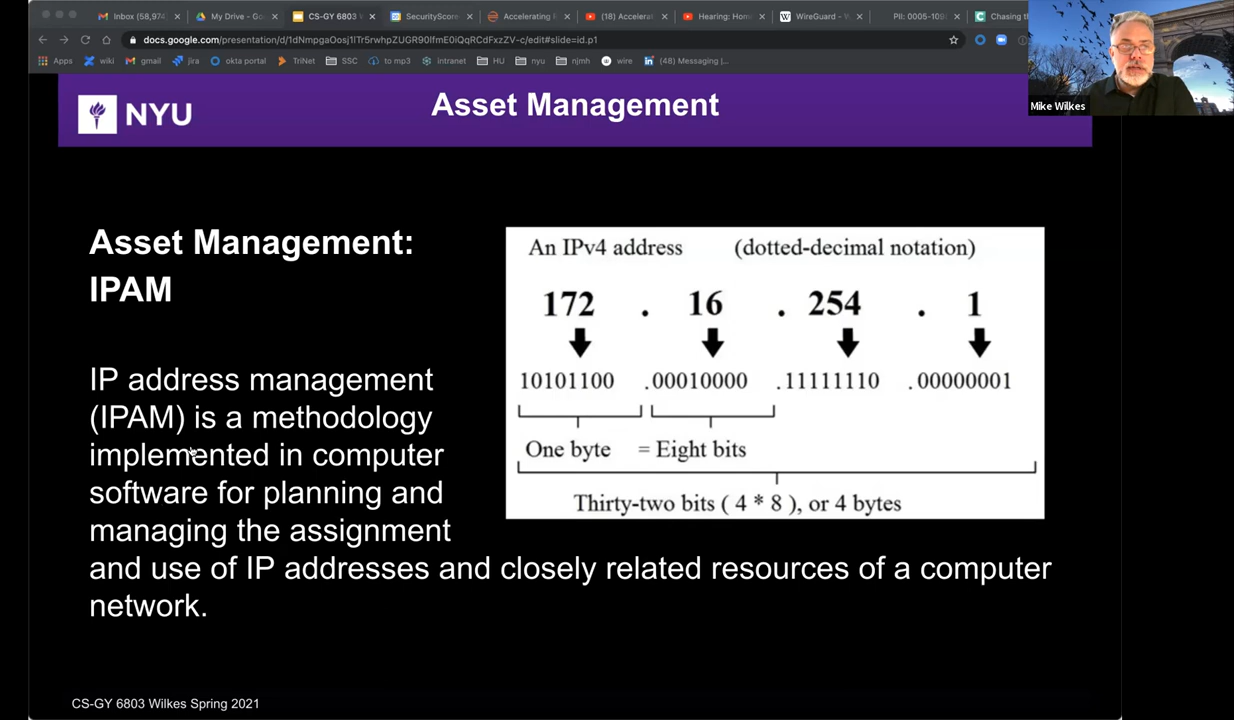 Inbox (58,974
My Drive - Go
CS-GY 6803
SecurityScore
Accelerating
(18) Accelerat
Hearing: Hom
WireGuard -
PII: 0005-109
Chasing th
docs.google.com/presentation/d/1dNmpgaOosj1lTr5rwhpZUGR90IfmE0iQqRCdFxzZV-c/edit#slide=id.p1
Apps
wiki
gmail
jira
okta portal
TriNet
SSC
to mp3
intranet
HU
nyu
njmh
wire
(48) Messaging |...
NYU
Asset Management
Mike Wilkes
Asset Management:
IPAM
IP address management
(IPAM) is a methodology
implemented in computer
software for planning and
managing the assignment
and use of IP addresses and closely related resources of a computer
network.
An IPv4 address (dotted-decimal notation)
172 . 16 . 254 . 1
10101100 .00010000 .11111110 .00000001
One byte = Eight bits
Thirty-two bits ( 4 * 8 ), or 4 bytes
CS-GY 6803 Wilkes Spring 2021